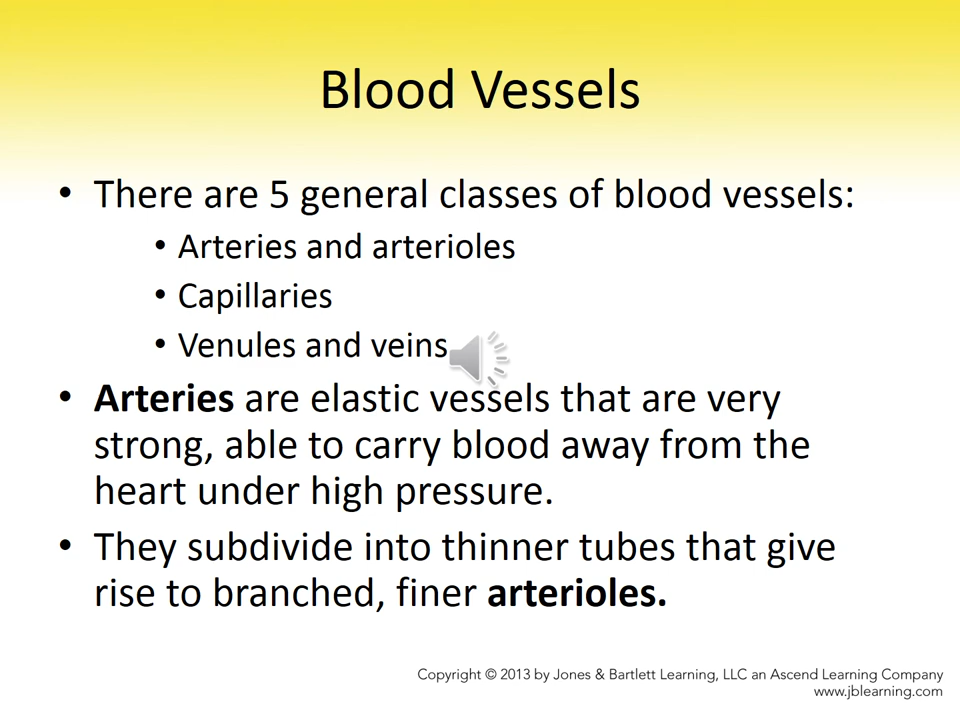 Blood Vessels
• There are 5 general classes of blood vessels:
• Arteries and arterioles
• Capillaries
• Venules and veins
• Arteries are elastic vessels that are very
strong, able to carry blood away from the
heart under high pressure.
• They subdivide into thinner tubes that give
rise to branched, finer arterioles.
Copyright © 2013 by Jones & Bartlett Learning, LLC an Ascend Learning Company
www.jblearning.com